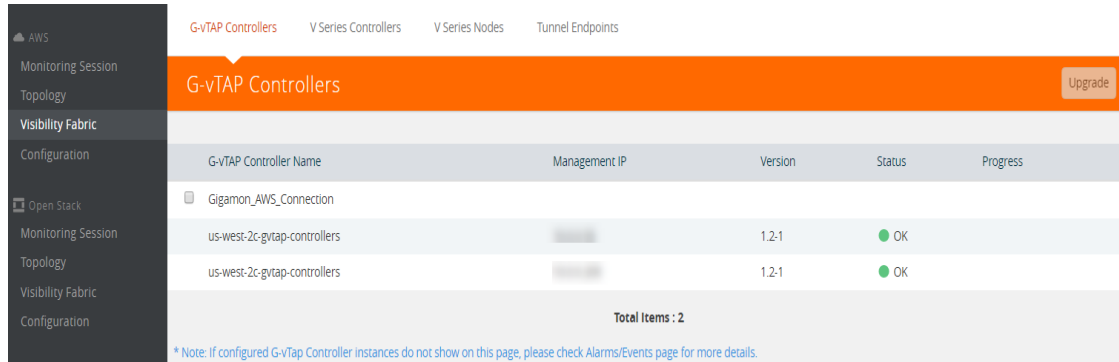 AWS
Monitoring Session
Topology
Visibility Fabric
Configuration
Open Stack
Monitoring Session
Topology
Visibility Fabric
Configuration
G-vTAP Controllers V Series Controllers V Series Nodes Tunnel Endpoints
G-vTAP Controllers Upgrade
G-vTAP Controller Name Management IP Version Status Progress
Gigamon_AWS_Connection
us-west-2c-gvtap-controllers 1.2-1 OK
us-west-2c-gvtap-controllers 1.2-1 OK
Total Items : 2
* Note: If configured G-vTap Controller instances do not show on this page, please check Alarms/Events page for more details.